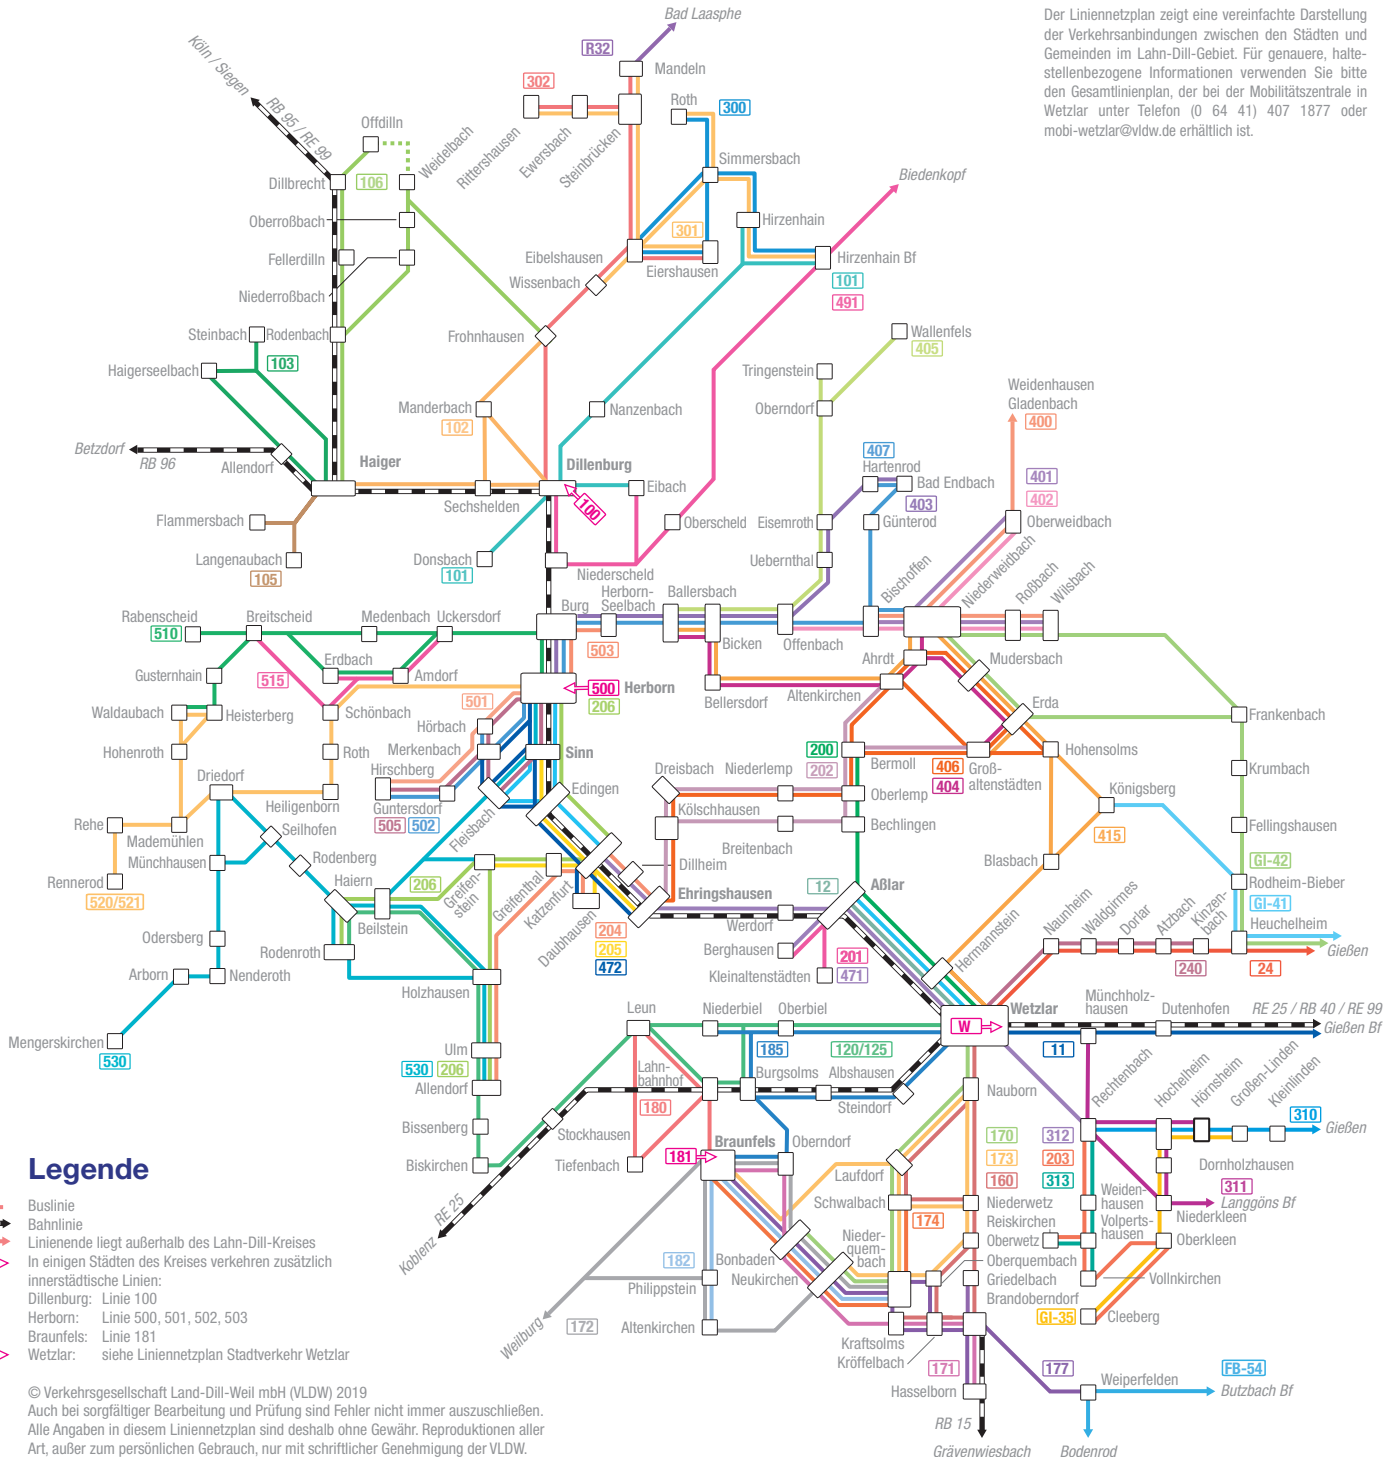 Der Liniennetzplan zeigt eine vereinfachte Darstellung
der Verkehrsanbindungen zwischen den Städten und
Gemeinden im Lahn-Dill-Gebiet. Für genauere, halte-
stellenbezogene Informationen verwenden Sie bitte
den Gesamtlinienplan, der bei der Mobilitätszentrale in
Wetzlar unter Telefon (0 64 41) 407 1877 oder
mobi-wetzlar@vldw.de erhältlich ist.
Bad Laasphe
R32
Mandeln
Köln / Siegen
RB 95 / RE 99
302
Roth
300
Offdilln
Weidelbach
Rittershausen
Ewersbach
Steinbrücken
Simmersbach
Dillbrecht
106
Biedenkopf
Oberroßbach
Hirzenhain
301
Fellerdilln
Eibelshausen
Eiershausen
Hirzenhain Bf
Wissenbach
101
491
Niederroßbach
Steinbach
Rodenbach
Frohnhausen
Wallenfels
405
103
Haigerseelbach
Tringenstein
Weidenhausen
Gladenbach
400
Manderbach
102
Nanzenbach
Oberndorf
Betzdorf
RB 96
Allendorf
Haiger
Dillenburg
407
Hartenrod
401
402
Sechshelden
100
Eibach
Bad Endbach
403
Flammersbach
Oberscheld
Eisemroth
Günterod
Oberweidbach
Langenaubach
105
Donsbach
101
Niederscheld
Uebernthal
Bischoffen
Niederweidbach
Roßbach
Wilsbach
Herborn-
Seelbach
Ballersbach
Burg
Rabenscheid
510
Breitscheid
Medenbach
Uckersdorf
503
Bicken
Offenbach
Erdbach
Amdorf
Gusternhain
515
Ahrdt
Mudersbach
500
Herborn
206
Bellersdorf
Altenkirchen
Erda
Waldaubach
Heisterberg
Schönbach
501
Hörbach
Frankenbach
Hohenroth
Roth
Merkenbach
Sinn
200
202
Bermoll
406
404
Groß-
altenstädten
Hohensolms
Driedorf
Hirschberg
Dreisbach
Niederlemp
Krumbach
Heiligenborn
Guntersdorf
505
502
Fleisbach
Edingen
Kölschhausen
Oberlemp
Königsberg
Rehe
Mademühlen
Seilhofen
Bechlingen
415
Fellingshausen
Münchhausen
Rodenberg
Breitenbach
Blasbach
GI-42
Rennerod
520/521
Haiern
206
Greifen-
stein
Greifenthal
Katzenfurt
Dillheim
Ehringshausen
12
Aßlar
Rodheim-Bieber
GI-41
Beilstein
Daubhausen
Werdorf
Hermannstein
Naunheim
Waldgirmes
Dorlar
Atzbach
Kinzen-
bach
Heuchelheim
Odersberg
Rodenroth
204
205
472
Berghausen
201
471
Gießen
Arborn
Nenderoth
Kleinaltenstädten
240
24
Holzhausen
Leun
Niederbiel
Oberbiel
Wetzlar
Münchholz-
hausen
Dutenhofen
RE 25 / RB 40 / RE 99
Gießen Bf
W
Mengerskirchen
530
Ulm
185
120/125
11
530
206
Lahn-
bahnhof
Burgsolms
Albshausen
Rechtenbach
Hochelheim
Hörnsheim
Großen-Linden
Kleinlinden
Allendorf
180
Steindorf
Nauborn
310
Gießen
Bissenberg
Stockhausen
Braunfels
Oberndorf
170
312
Biskirchen
Tiefenbach
181
173
203
Laufdorf
160
313
Dornholzhausen
311
Schwalbach
Niederwetz
Weiden-
hausen
Langgöns Bf
RE 25
Koblenz
174
Reiskirchen
Volperts-
hausen
Niederkleen
Nieder-
quem-
bach
Oberwetz
Oberkleen
Bonbaden
182
Neukirchen
Oberquembach
Philippstein
Griedelbach
Vollnkirchen
Brandoberndorf
GI-35
Cleeberg
Weilburg
172
Altenkirchen
Kraftsolms
Kröffelbach
171
177
FB-54
Weiperfelden
Butzbach Bf
Hasselborn
RB 15
Grävenwiesbach
Bodenrod
Legende
Buslinie
Bahnlinie
Linienende liegt außerhalb des Lahn-Dill-Kreises
In einigen Städten des Kreises verkehren zusätzlich
innerstädtische Linien:
Dillenburg: Linie 100
Herborn: Linie 500, 501, 502, 503
Braunfels: Linie 181
Wetzlar: siehe Liniennetzplan Stadtverkehr Wetzlar
© Verkehrsgesellschaft Land-Dill-Weil mbH (VLDW) 2019
Auch bei sorgfältiger Bearbeitung und Prüfung sind Fehler nicht immer auszuschließen.
Alle Angaben in diesem Liniennetzplan sind deshalb ohne Gewähr. Reproduktionen aller
Art, außer zum persönlichen Gebrauch, nur mit schriftlicher Genehmigung der VLDW.